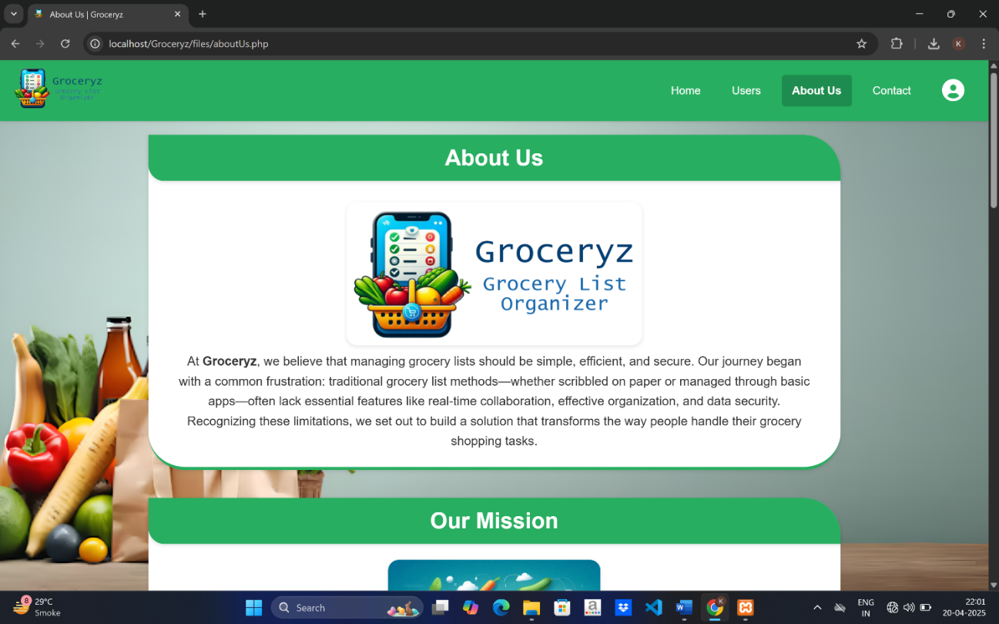 About Us | Groceryz
localhost/Groceryz/files/aboutUs.php
K
Groceryz
Grocery List
Organizer
Home
Users
About Us
Contact
About Us
Groceryz
Grocery List
Organizer
At Groceryz, we believe that managing grocery lists should be simple, efficient, and secure. Our journey began
with a common frustration: traditional grocery list methods—whether scribbled on paper or managed through basic
apps—often lack essential features like real-time collaboration, effective organization, and data security.
Recognizing these limitations, we set out to build a solution that transforms the way people handle their grocery
shopping tasks.
Our Mission
8
29°C
Smoke
Search
a
W
K
ENG
IN
22:01
20-04-2025